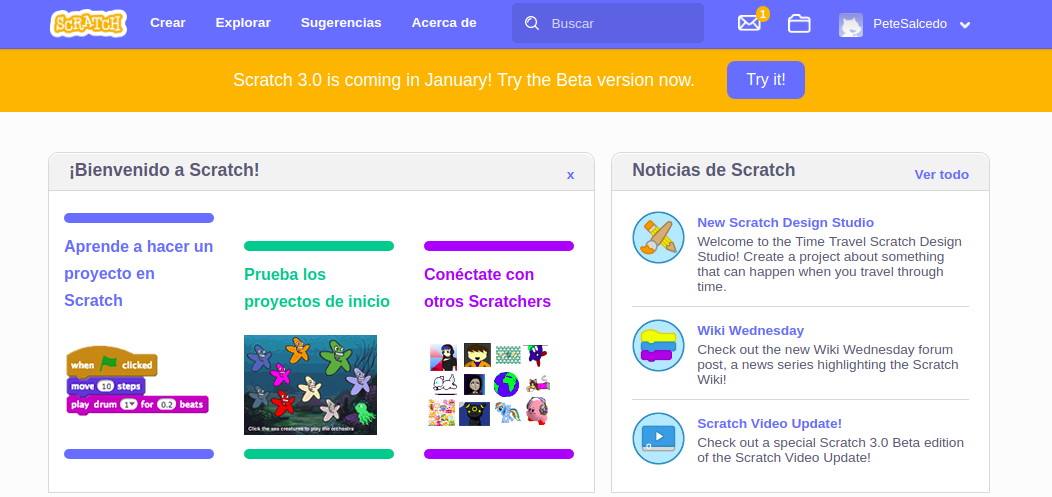 SCRATCH Crear Explorar Sugerencias Acerca de Buscar 1 PeteSalcedo
Scratch 3.0 is coming in January! Try the Beta version now. Try it!
¡Bienvenido a Scratch! x
Aprende a hacer un
proyecto en
Scratch
when clicked
move 10 steps
play drum 1 for 0.2 beats
Prueba los
proyectos de inicio
Click the sea creatures to play the orchestra
Conéctate con
otros Scratchers
Noticias de Scratch Ver todo
New Scratch Design Studio
Welcome to the Time Travel Scratch Design
Studio! Create a project about something
that can happen when you travel through
time.
Wiki Wednesday
Check out the new Wiki Wednesday forum
post, a news series highlighting the Scratch
Wiki!
Scratch Video Update!
Check out a special Scratch 3.0 Beta edition
of the Scratch Video Update!